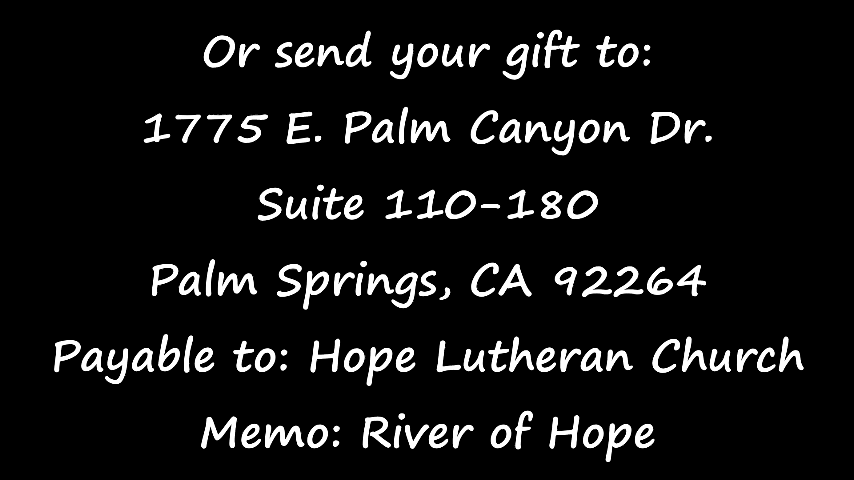 Or send your gift to:
1775 E. Palm Canyon Dr.
Suite 110-180
Palm Springs, CA 92264
Payable to: Hope Lutheran Church
Memo: River of Hope